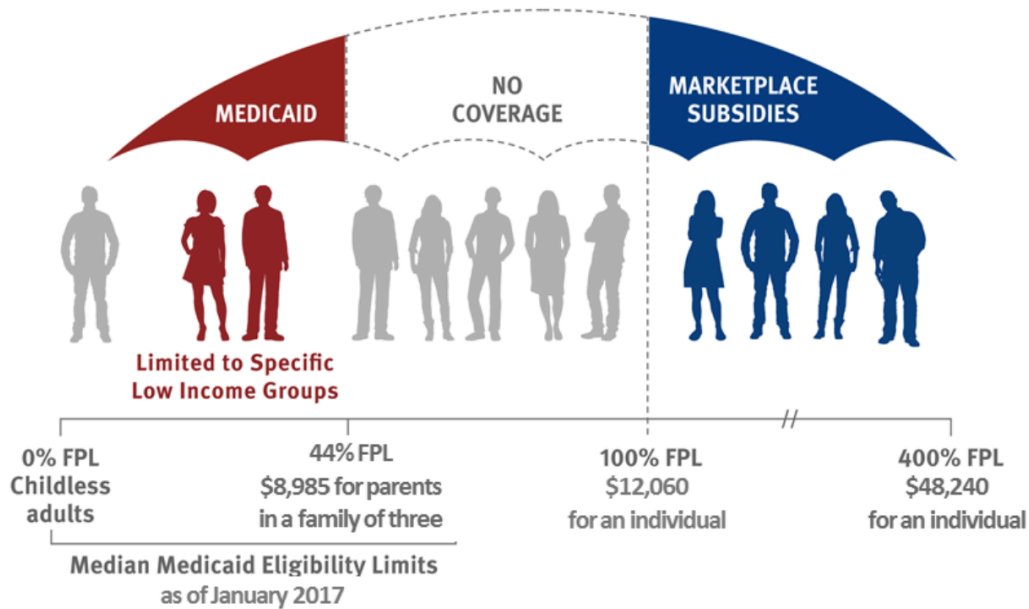 MEDICAID
NO
COVERAGE
MARKETPLACE
SUBSIDIES
Limited to Specific
Low Income Groups
0% FPL
Childless
adults
44% FPL
$8,985 for parents
in a family of three
100% FPL
$12,060
for an individual
400% FPL
$48,240
for an individual
Median Medicaid Eligibility Limits
as of January 2017